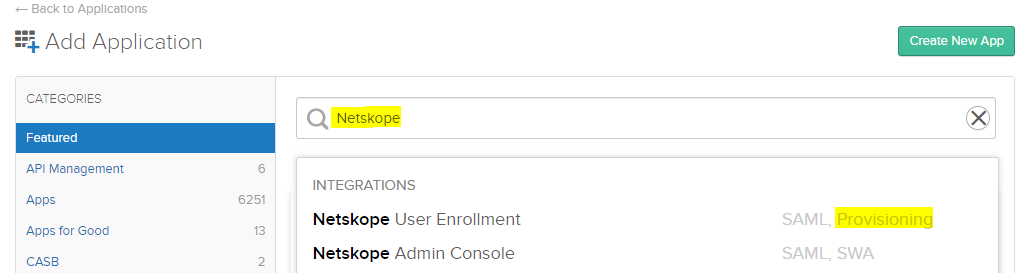 ← Back to Applications
Add Application
Create New App
CATEGORIES
Featured
API Management 6
Apps 6251
Apps for Good 13
CASB 2
Netskope
INTEGRATIONS
Netskope User Enrollment SAML, Provisioning
Netskope Admin Console SAML, SWA